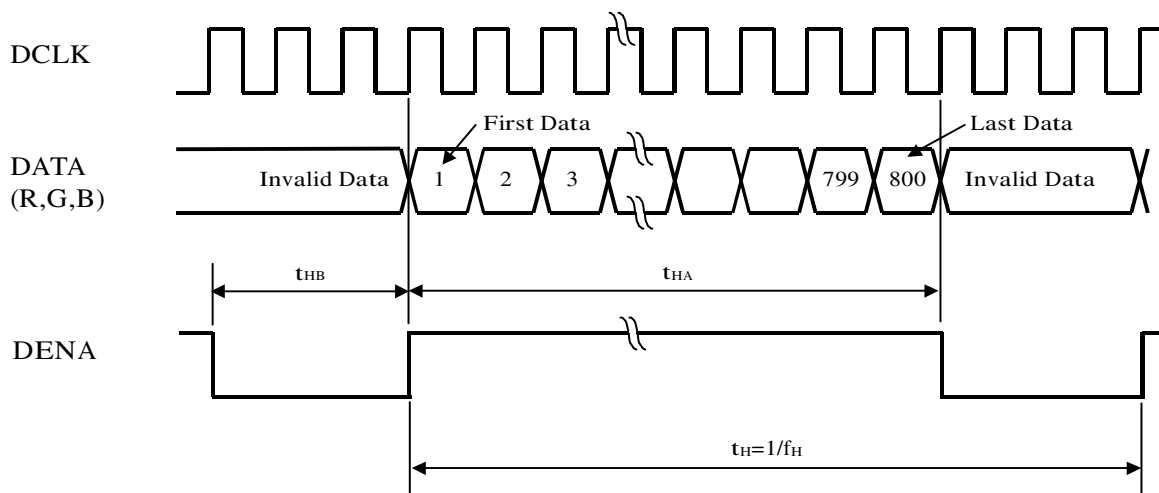 DCLK
First Data
Last Data
DATA
(R,G,B)
Invalid Data
1
2
3
799
800
Invalid Data
tHB
tHA
DENA
tH=1/fH